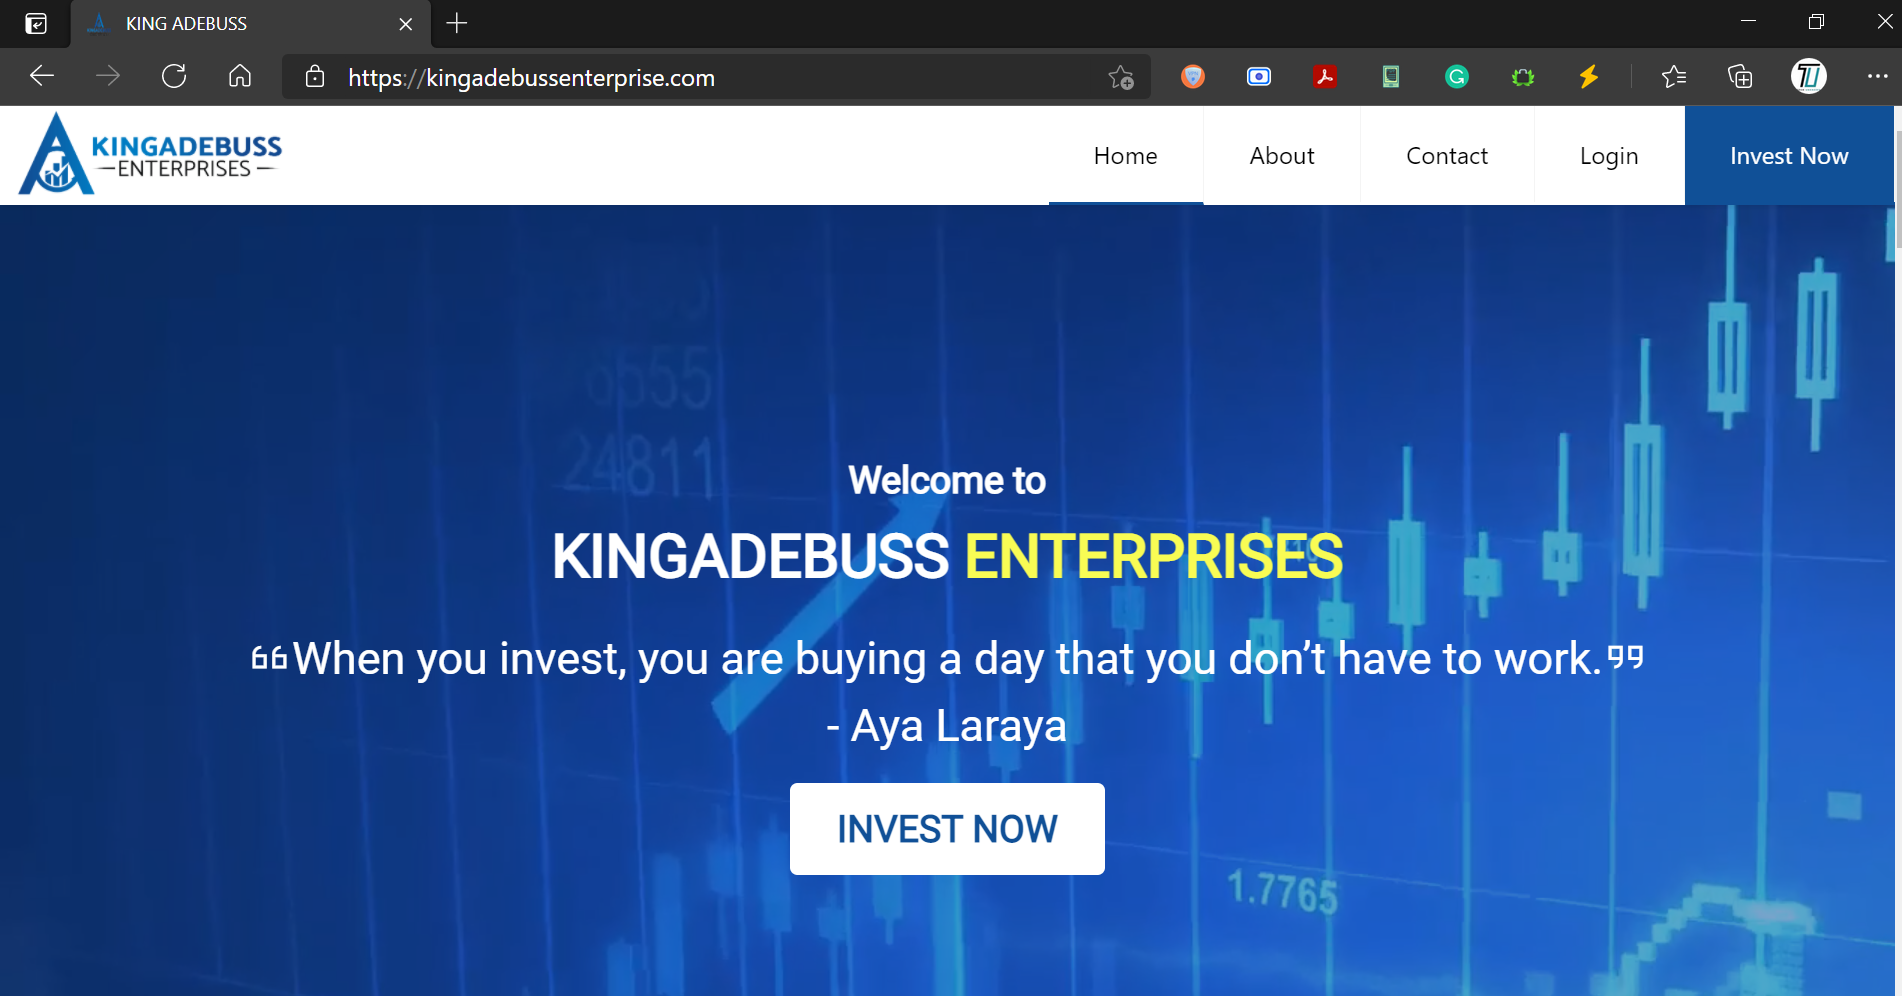 KING ADEBUSS
https://kingadebussenterprise.com
KINGADEBUSS
ENTERPRISES
Home
About
Contact
Login
Invest Now
6555
24811
Welcome to
KINGADEBUSS ENTERPRISES
“When you invest, you are buying a day that you don’t have to work.”
- Aya Laraya
INVEST NOW
1.7765